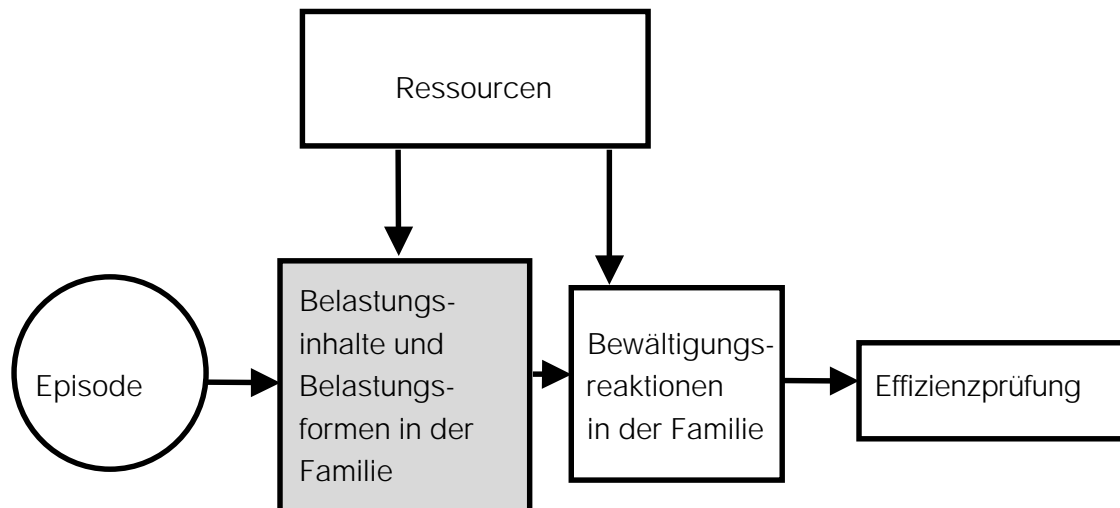 Ressourcen
Episode
Belastungs-
inhalte und
Belastungs-
formen in der
Familie
Bewältigungs-
reaktionen
in der Familie
Effizienzprüfung